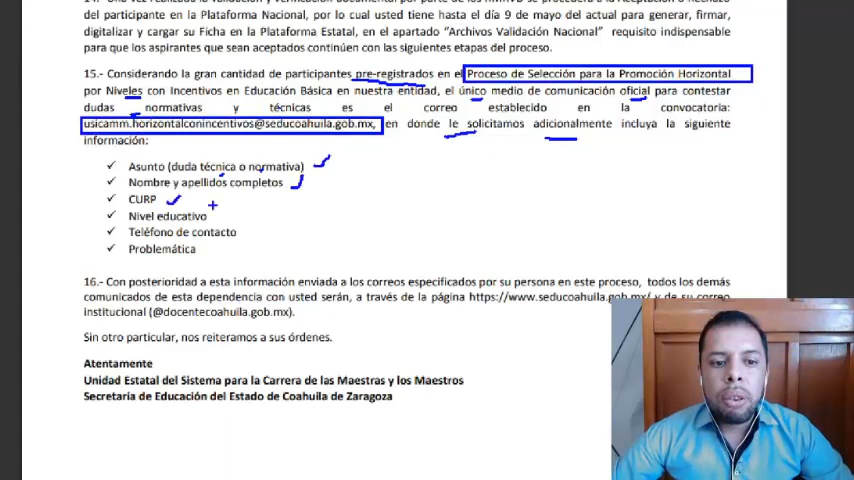 del participante en la Plataforma Nacional, por lo cual usted tiene hasta el día 9 de mayo del actual para generar, firmar,
digitalizar y cargar su Ficha en la Plataforma Estatal, en el apartado “Archivos Validación Nacional” requisito indispensable
para que los aspirantes que sean aceptados continúen con las siguientes etapas del proceso.
15.- Considerando la gran cantidad de participantes pre-registrados en el Proceso de Selección para la Promoción Horizontal
por Niveles con Incentivos en Educación Básica en nuestra entidad, el único medio de comunicación oficial para contestar
dudas normativas y técnicas es el correo establecido en la convocatoria:
usicamm.horizontalconincentivos@seducoahuila.gob.mx, en donde le solicitamos adicionalmente incluya la siguiente
información:
✓ Asunto (duda técnica o normativa)
✓ Nombre y apellidos completos
✓ CURP
✓ Nivel educativo
✓ Teléfono de contacto
✓ Problemática
16.- Con posterioridad a esta información enviada a los correos especificados por su persona en este proceso, todos los demás
comunicados de esta dependencia con usted serán, a través de la página https://www.seducoahuila.gob.mx/ y de su correo
institucional (@docentecoahuila.gob.mx).
Sin otro particular, nos reiteramos a sus órdenes.
Atentamente
Unidad Estatal del Sistema para la Carrera de las Maestras y los Maestros
Secretaría de Educación del Estado de Coahuila de Zaragoza